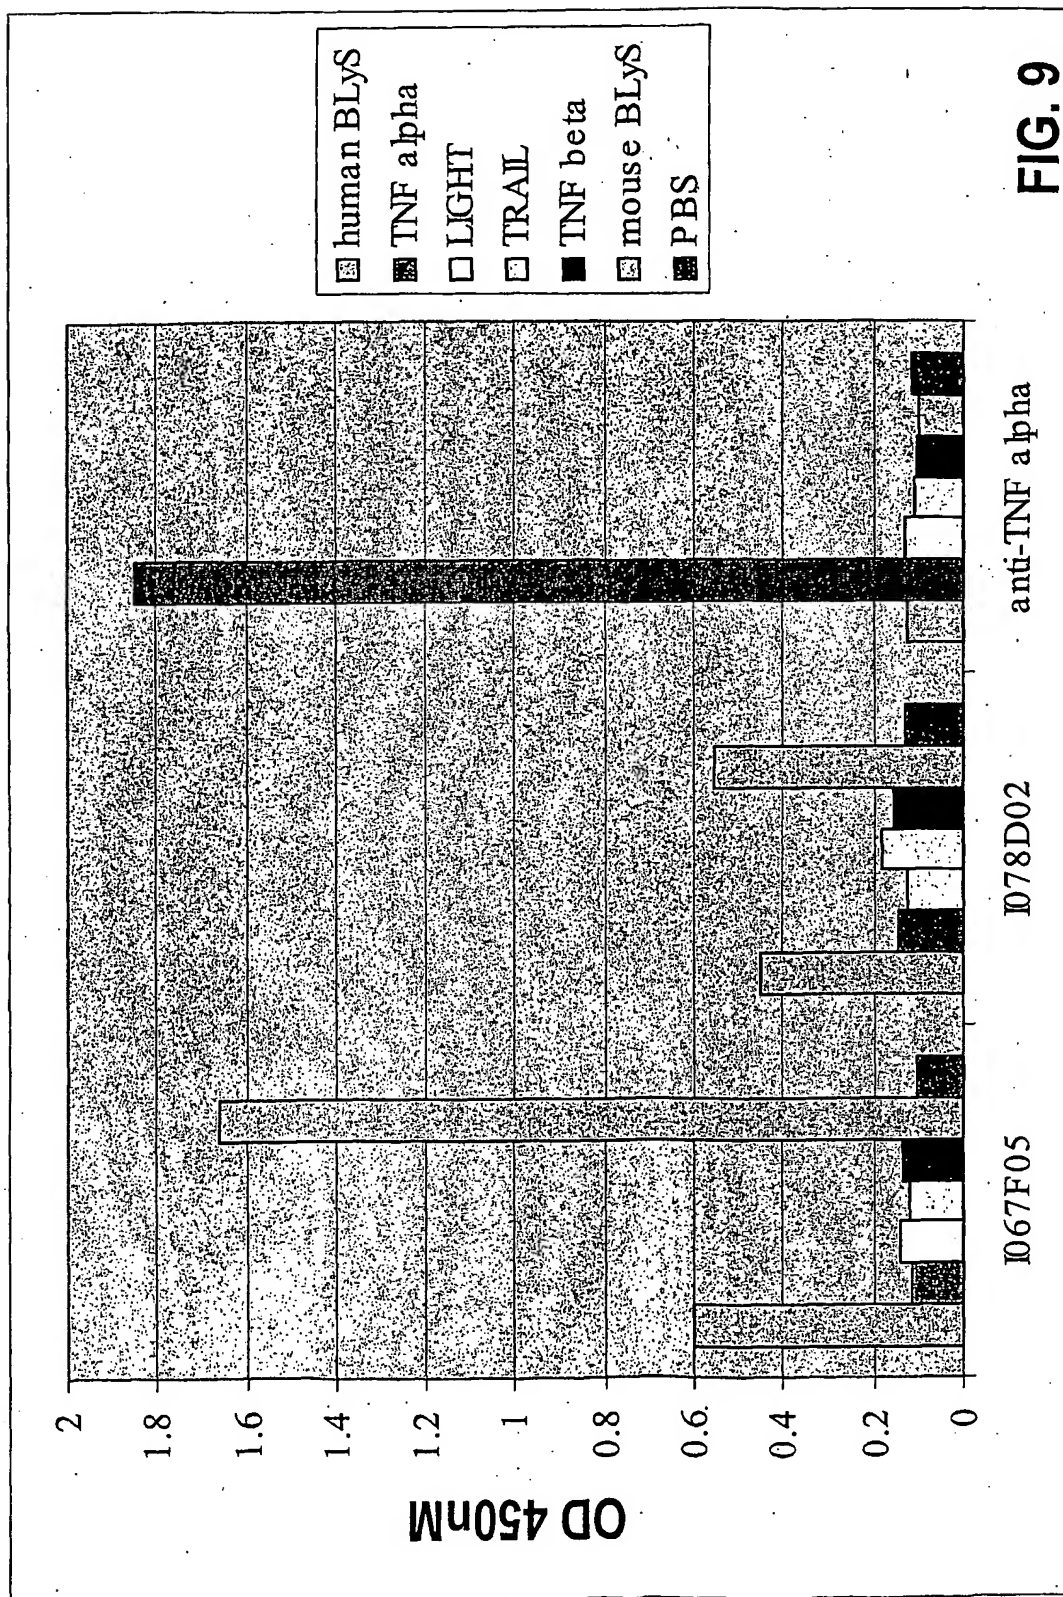 human BLyS
TNF alpha
LIGHT
TRAIL
TNF beta
mouse BLyS
PBS
OD 450nM
2
1.8
1.6
1.4
1.2
1
0.8
0.6
0.4
0.2
0
I067F05
I078D02
anti-TNF alpha
FIG. 9